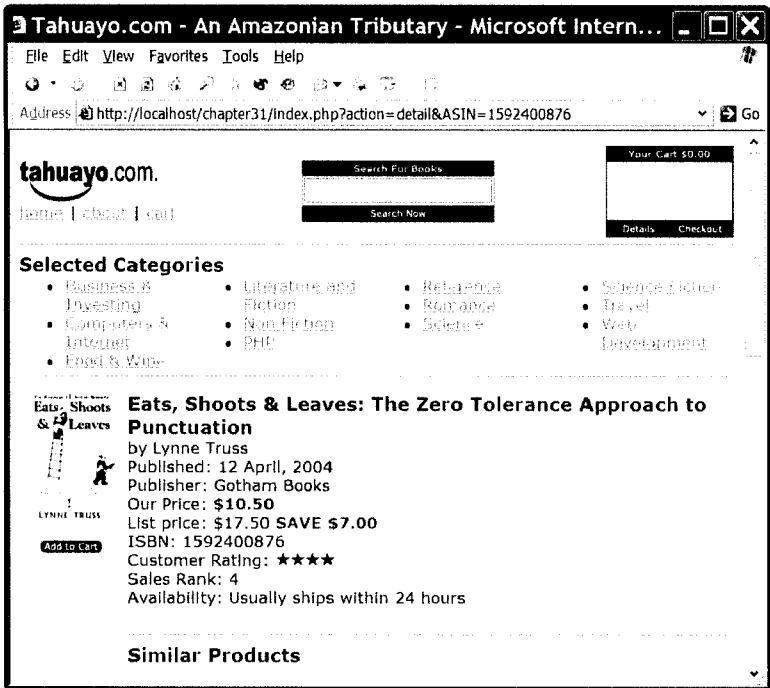 Tahuayo.com - An Amazonian Tributary - Microsoft Intern...
File Edit View Favorites Tools Help
Address http://localhost/chapter31/index.php?action=detail&ASIN=1592400876 Go
tahuayo.com.
home | about | cart
Search For Books
Search Now
Your Cart $0.00
Details Checkout
Selected Categories
• Business &
Investing
• Computers &
Internet
• Food & Wine
• Literature and
Fiction
• Non Fiction
• PHP
• Reference
• Romance
• Science
• Science Fiction
• Travel
• Web
Development
Eats, Shoots
& Leaves
LYNNE TRUSS
Add to Cart
Eats, Shoots & Leaves: The Zero Tolerance Approach to
Punctuation
by Lynne Truss
Published: 12 April, 2004
Publisher: Gotham Books
Our Price: $10.50
List price: $17.50 SAVE $7.00
ISBN: 1592400876
Customer Rating: ★★★★
Sales Rank: 4
Availability: Usually ships within 24 hours
Similar Products